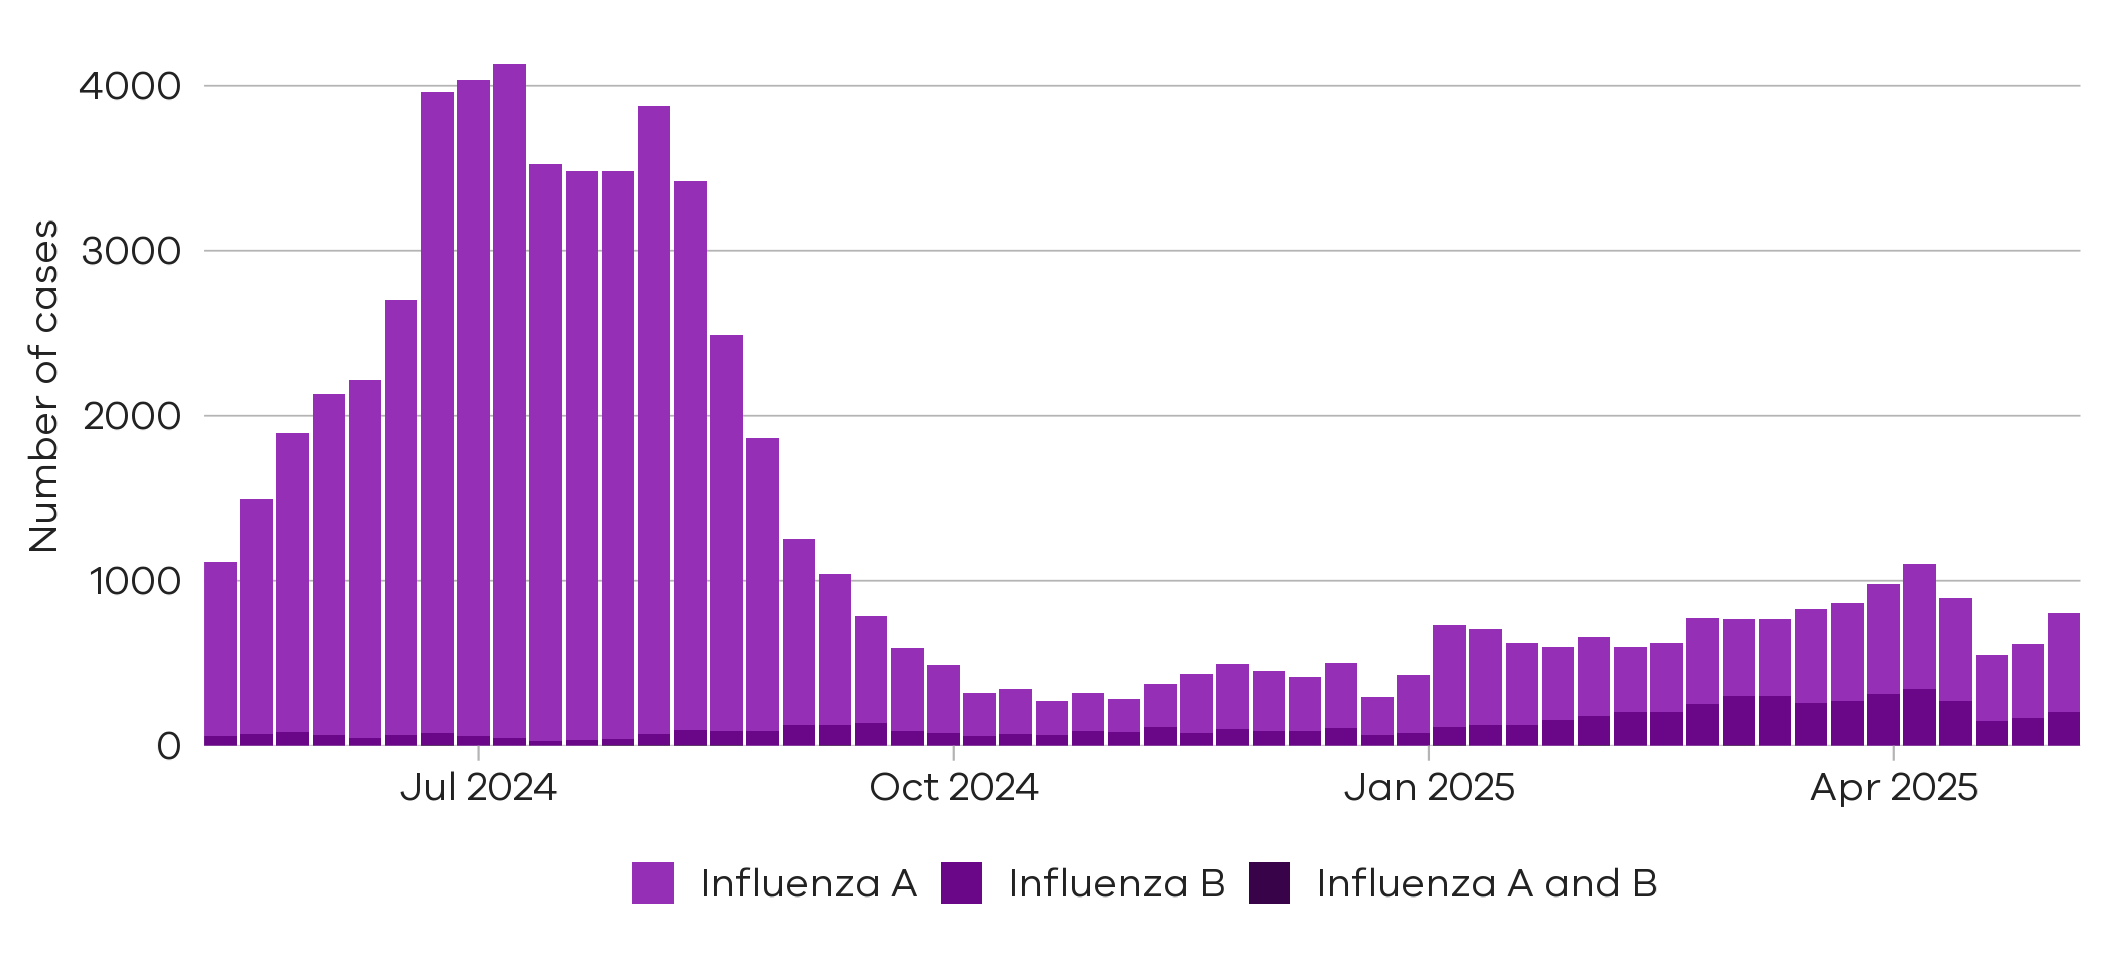 Number of cases
4000
3000
2000
1000
0
Jul 2024 Oct 2024 Jan 2025 Apr 2025
Influenza A Influenza B Influenza A and B